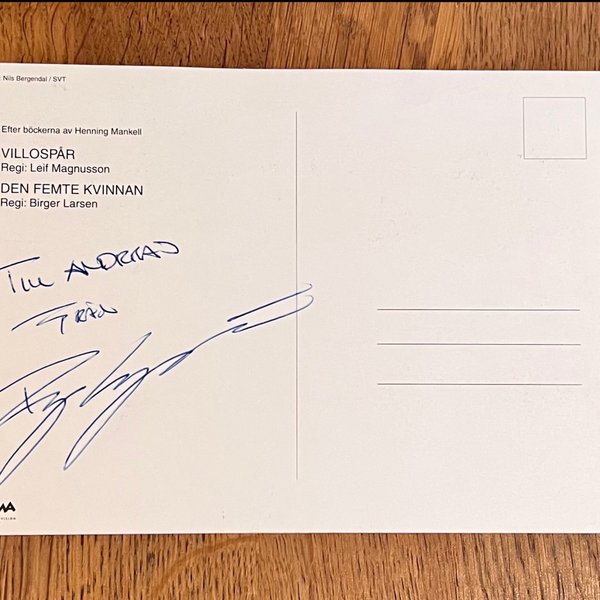 Nils Bergendal / SVT
Efter böckerna av Henning Mankell
VILLOSPÅR
Regi: Leif Magnusson
DEN FEMTE KVINNAN
Regi: Birger Larsen
TILL ANDREAS
FRÅN